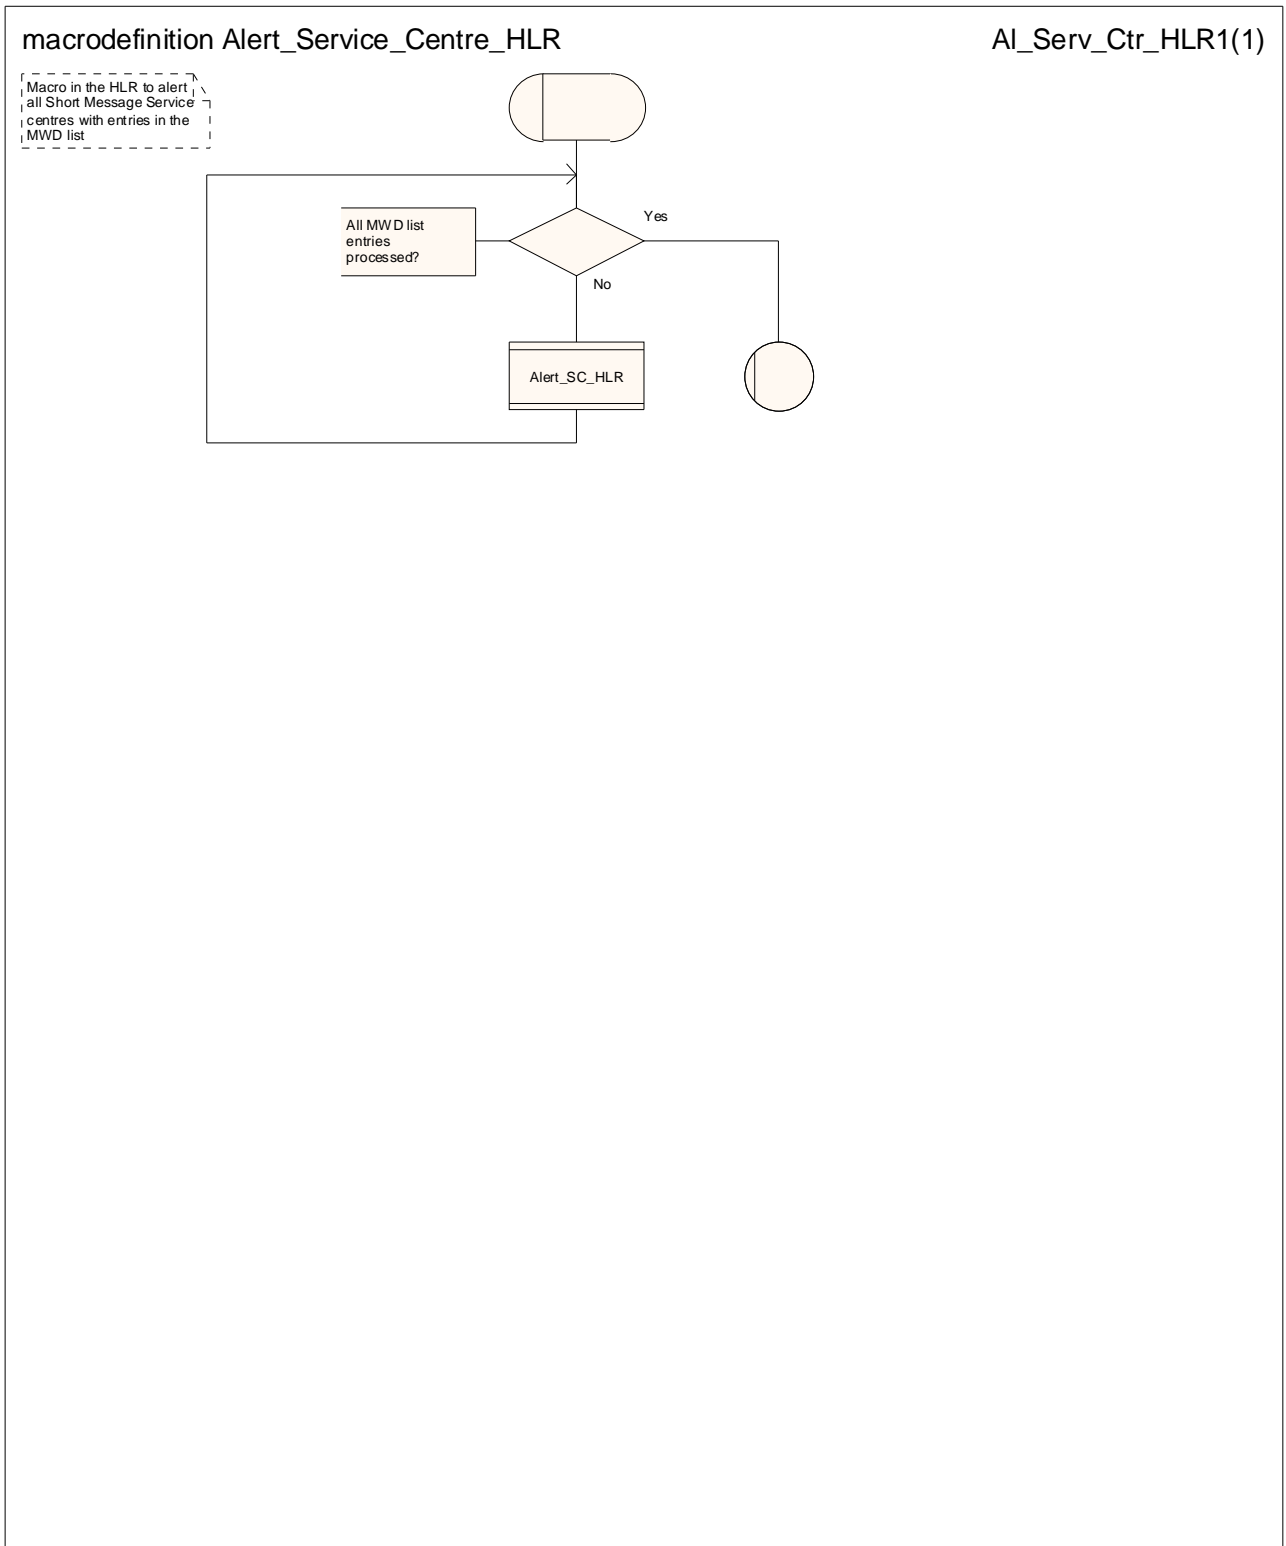 macrodefinition Alert_Service_Centre_HLR
Al_Serv_Ctr_HLR1(1)
Macro in the HLR to alert
all Short Message Service
centres with entries in the
MWD list
All MWD list
entries
processed?
Yes
No
Alert_SC_HLR